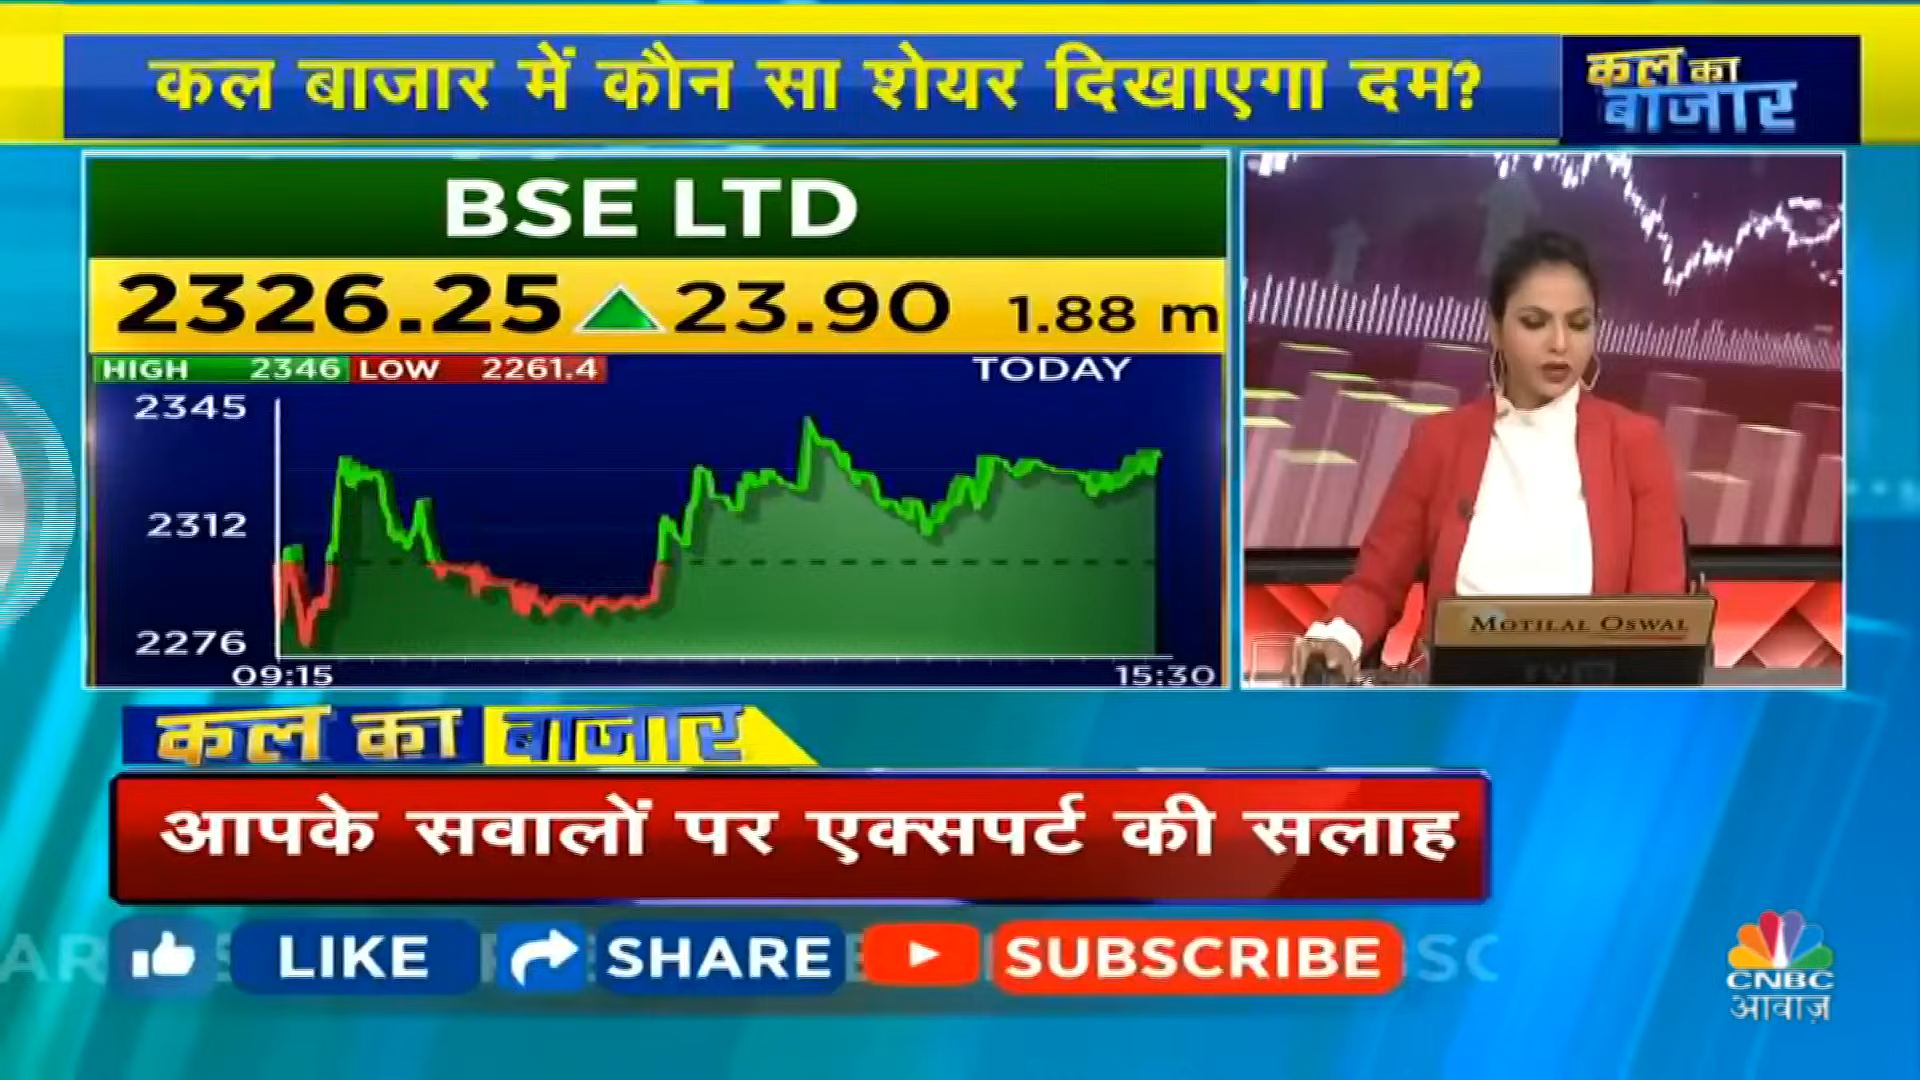 कल बाजार में कौन सा शेयर दिखाएगा दम?
कल का
बाजार
BSE LTD
2326.25 23.90 1.88 m
HIGH 2346 LOW 2261.4 TODAY
2345
2312
2276
09:15 15:30
MOTILAL OSWAL
कल का बाजार
आपके सवालों पर एक्सपर्ट की सलाह
LIKE SHARE SUBSCRIBE
CNBC
आवाज़